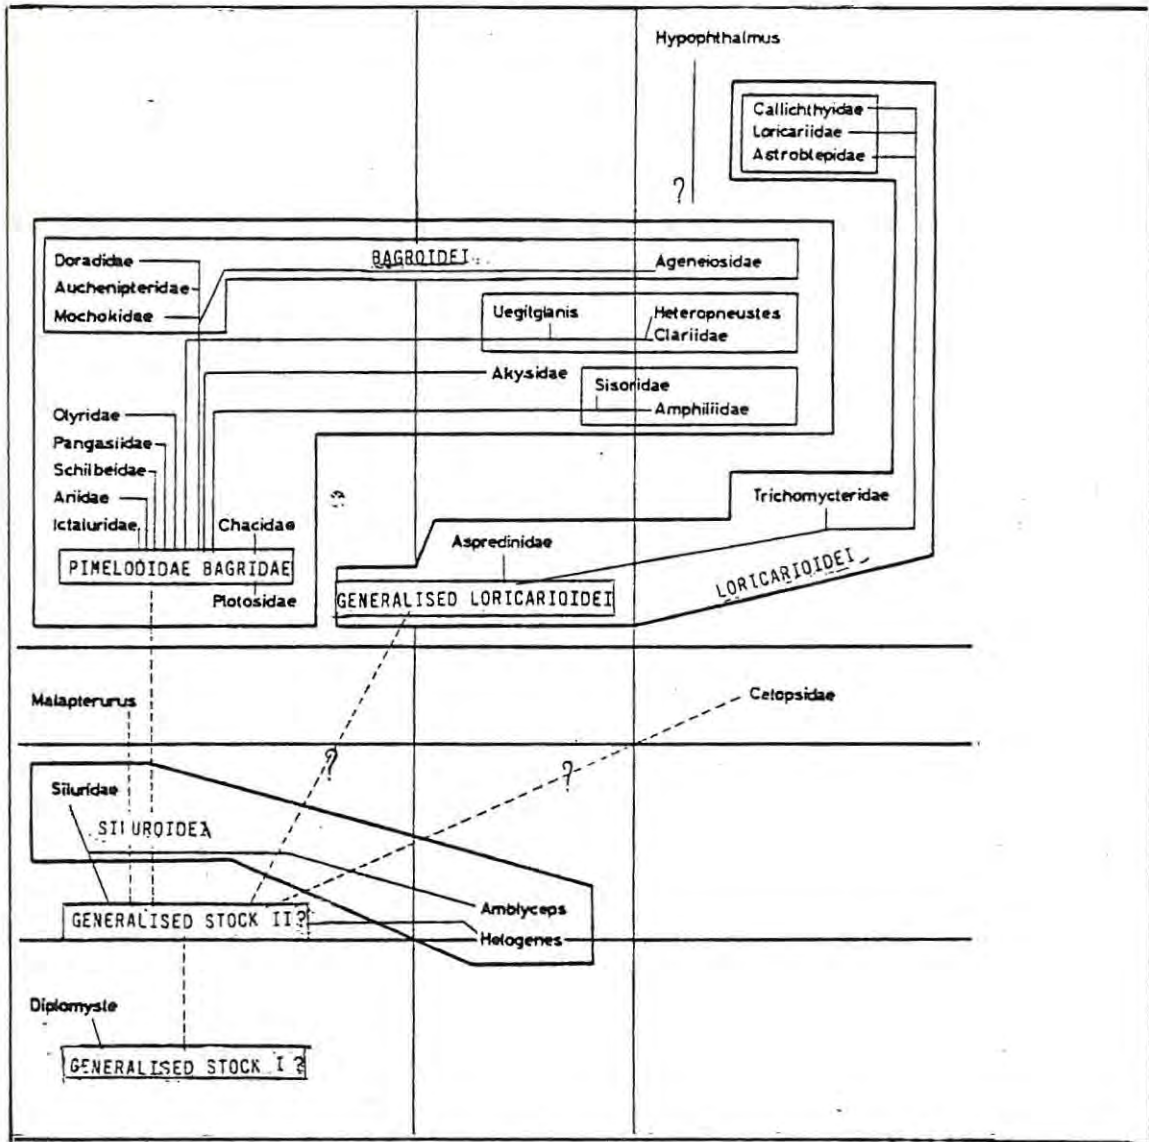 Hypophthalmus
Callichthyidae
Loricariidae
Astroblepidae
?
BAGROIDEI
Doradidae
Auchenipteridae
Mochokidae
Ageneiosidae
Uegitglanis
Heteropneustes
Clariidae
Akysidae
Sisoridae
Amphiliidae
Olyridae
Pangasiidae
Schilbeidae
Ariidae
Ictaluridae
Chacidae
PIMELODIDAE BAGRIDAE
Plotosidae
Trichomycteridae
Aspredinidae
GENERALISED LORICARIOIDEI
LORICARIOIDEI
Malapterurus
Cetopsidae
?
?
Siluridae
SILUROIDEA
Amblyceps
GENERALISED STOCK II?
Helogenes
Diplomyste
GENERALISED STOCK I ?